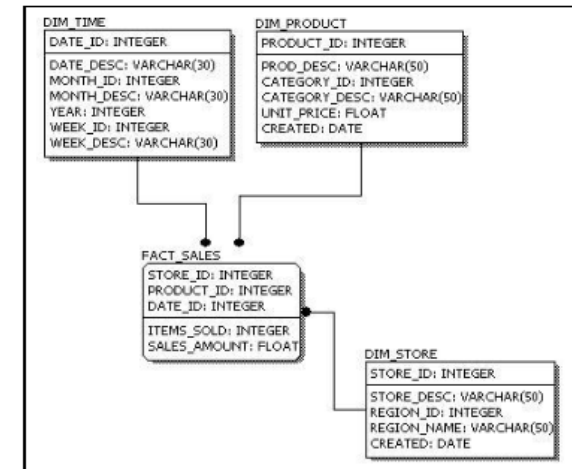 DIM_TIME
DATE_ID: INTEGER
DATE_DESC: VARCHAR(30)
MONTH_ID: INTEGER
MONTH_DESC: VARCHAR(30)
YEAR: INTEGER
WEEK_ID: INTEGER
WEEK_DESC: VARCHAR(30)
DIM_PRODUCT
PRODUCT_ID: INTEGER
PROD_DESC: VARCHAR(50)
CATEGORY_ID: INTEGER
CATEGORY_DESC: VARCHAR(50)
UNIT_PRICE: FLOAT
CREATED: DATE
FACT_SALES
STORE_ID: INTEGER
PRODUCT_ID: INTEGER
DATE_ID: INTEGER
ITEMS_SOLD: INTEGER
SALES_AMOUNT: FLOAT
DIM_STORE
STORE_ID: INTEGER
STORE_DESC: VARCHAR(50)
REGION_ID: INTEGER
REGION_NAME: VARCHAR(50)
CREATED: DATE